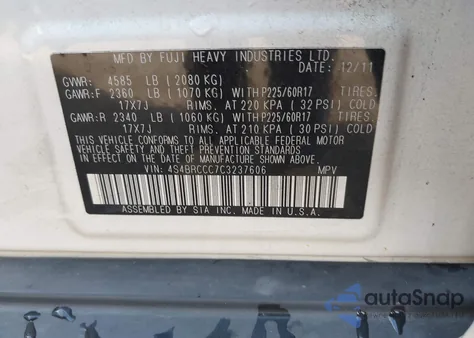 MFD BY FUJI HEAVY INDUSTRIES LTD.
DATE: 12/11
GVWR: 4585 LB (2080 KG)
GAWR:F 2360 LB (1070 KG) WITH P225/60R17 TIRES.
17X7J RIMS. AT 220 KPA (32 PSI) COLD
GAWR:R 2340 LB (1060 KG) WITH P225/60R17 TIRES.
17X7J RIMS. AT 210 KPA (30 PSI) COLD
THIS VEHICLE CONFORMS TO ALL APPLICABLE FEDERAL MOTOR
VEHICLE SAFETY AND BUMPER STANDARDS IN EFFECT ON THE DATE OF
MANUFACTURE SHOWN ABOVE.
VIN: 4S4BRCCC7C3237606 MPV
ASSEMBLED BY SIA INC. MADE IN U.S.A.
autoSnap